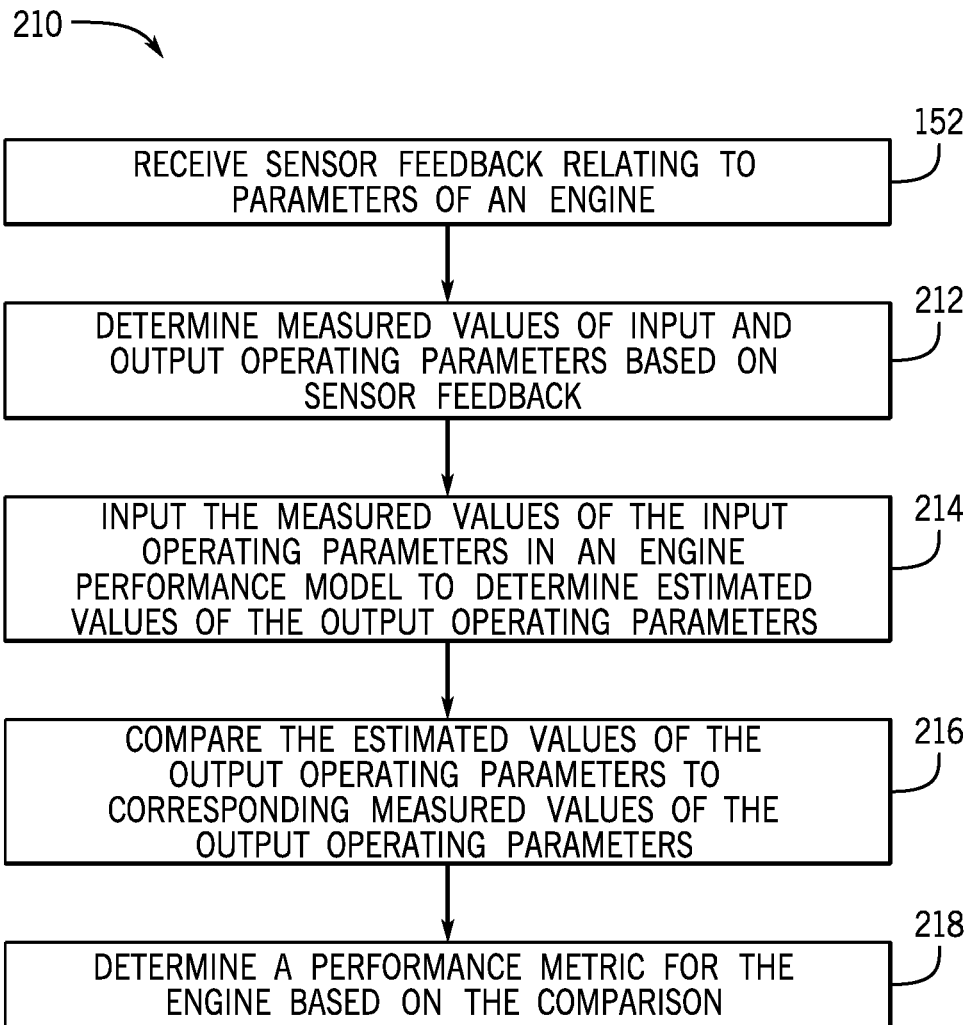 210
152
RECEIVE SENSOR FEEDBACK RELATING TO
PARAMETERS OF AN ENGINE
212
DETERMINE MEASURED VALUES OF INPUT AND
OUTPUT OPERATING PARAMETERS BASED ON
SENSOR FEEDBACK
214
INPUT THE MEASURED VALUES OF THE INPUT
OPERATING PARAMETERS IN AN ENGINE
PERFORMANCE MODEL TO DETERMINE ESTIMATED
VALUES OF THE OUTPUT OPERATING PARAMETERS
216
COMPARE THE ESTIMATED VALUES OF THE
OUTPUT OPERATING PARAMETERS TO
CORRESPONDING MEASURED VALUES OF THE
OUTPUT OPERATING PARAMETERS
218
DETERMINE A PERFORMANCE METRIC FOR THE
ENGINE BASED ON THE COMPARISON